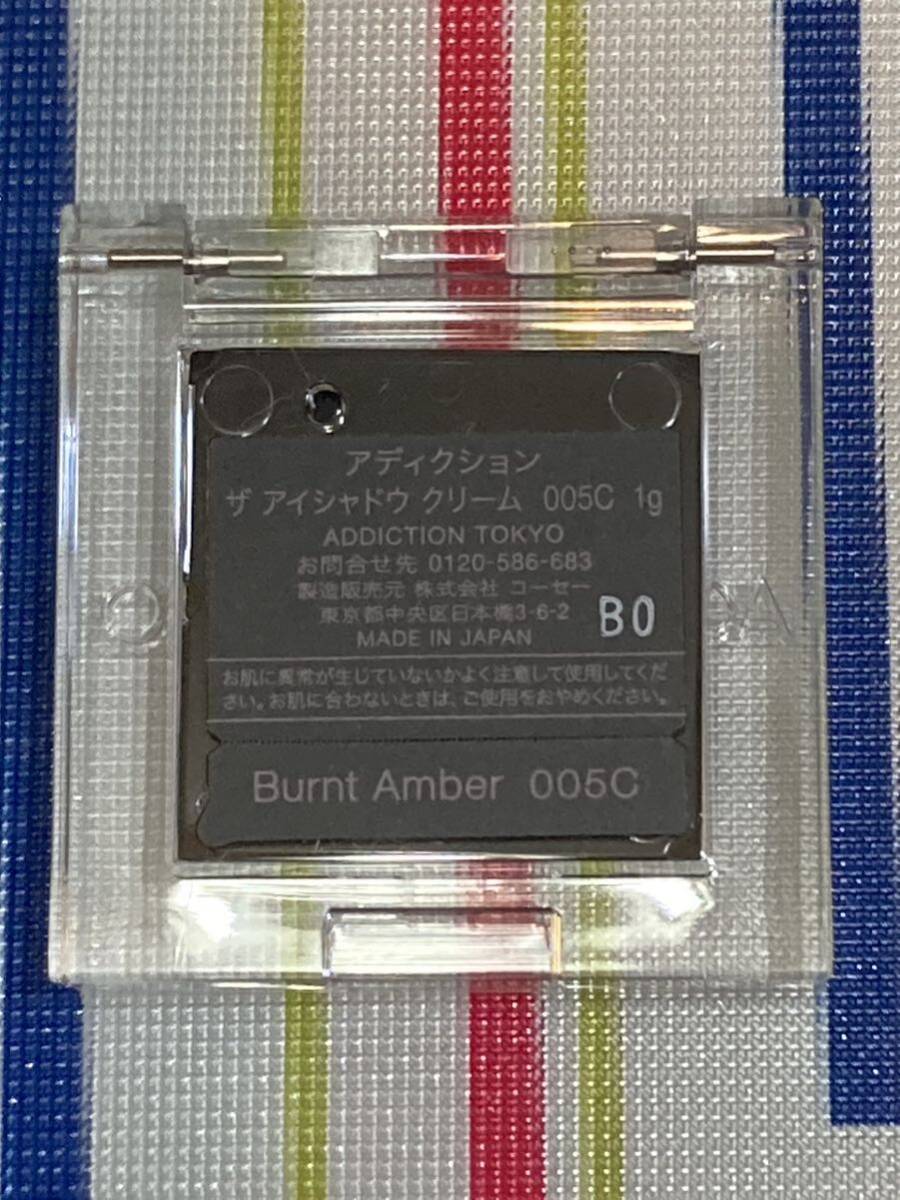 アディクション
ザ アイシャドウ クリーム 005C 1g
ADDICTION TOKYO
お問合せ先 0120-586-683
製造販売元 株式会社 コーセー
東京都中央区日本橋3-6-2
BO
MADE IN JAPAN
お肌に異常が生じていないかよく注意して使用してくだ
さい。お肌に合わないときは、ご使用をおやめください。
Burnt Amber 005C